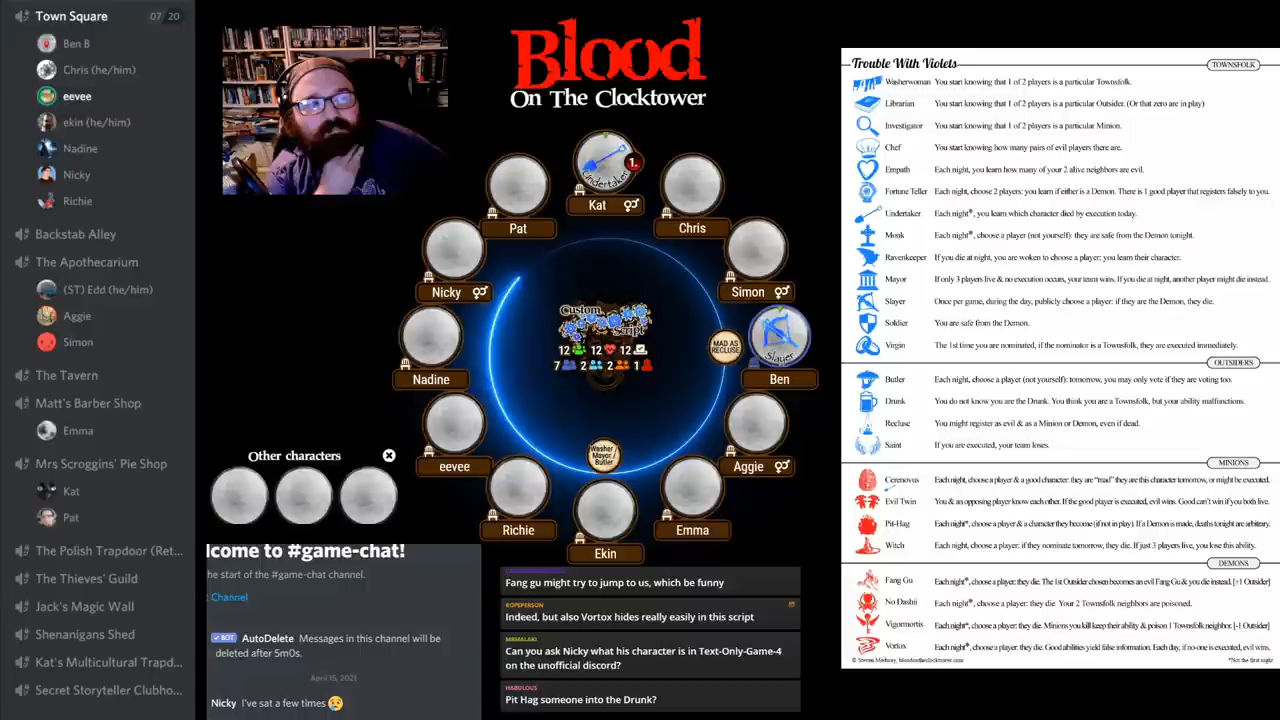 Town Square
07 20
Ben B
Chris (he/him)
eevee
ekin (he/him)
Nadine
Nicky
Richie
Backstab Alley
The Apothecarium
(ST) Edd (he/him)
Aggie
Simon
The Tavern
Matt's Barber Shop
Emma
Mrs Scroggins' Pie Shop
Kat
Pat
The Polish Trapdoor (Ret...
The Thieves' Guild
Jack's Magic Wall
Shenanigans Shed
Kat's Multicultural Trapd...
Secret Storyteller Clubho...
Blood
On The Clocktower
Undertaker
1.
Kat
Pat
Chris
Nicky
Simon
Nadine
Slayer
MAD AS
RECLUSE
Ben
eevee
Aggie
Richie
Washer/
Mayor/
Butler
Emma
Ekin
Custom
Script
12 12 12
7 2 2 1
Other characters
lcome to #game-chat!
he start of the #game-chat channel.
Channel
BOT AutoDelete Messages in this channel will be
deleted after 5m0s.
April 15, 2021
Nicky I've sat a few times 😢
Fang gu might try to jump to us, which be funny
ROPEPERSON
Indeed, but also Vortox hides really easily in this script
Can you ask Nicky what his character is in Text-Only-Game-4
on the unofficial discord?
HABULOUS
Pit Hag someone into the Drunk?
Trouble With Violets
TOWNSFOLK
Washerwoman You start knowing that 1 of 2 players is a particular Townsfolk.
Librarian You start knowing that 1 of 2 players is a particular Outsider. (Or that zero are in play)
Investigator You start knowing that 1 of 2 players is a particular Minion.
Chef You start knowing how many pairs of evil players there are.
Empath Each night, you learn how many of your 2 alive neighbors are evil.
Fortune Teller Each night, choose 2 players: you learn if either is a Demon. There is 1 good player that registers falsely to you.
Undertaker Each night*, you learn which character died by execution today.
Monk Each night*, choose a player (not yourself): they are safe from the Demon tonight.
Ravenkeeper If you die at night, you are woken to choose a player; you learn their character.
Mayor If only 3 players live & no execution occurs, your team wins. If you die at night, another player might die instead.
Slayer Once per game, during the day, publicly choose a player: if they are the Demon, they die.
Soldier You are safe from the Demon.
Virgin The 1st time you are nominated, if the nominator is a Townsfolk, they are executed immediately.
OUTSIDERS
Butler Each night, choose a player (not yourself): tomorrow, you may only vote if they are voting too.
Drunk You do not know you are the Drunk. You think you are a Townsfolk, but your ability malfunctions.
Recluse You might register as evil & as a Minion or Demon, even if dead.
Saint If you are executed, your team loses.
MINIONS
Cerenovus Each night, choose a player & a good character: they are "mad" they are this character tomorrow, or might be executed.
Evil Twin You & an opposing player know each other. If the good player is executed, evil wins. Good can't win if you both live.
Pit-Hag Each night*, choose a player & a character they become (if not in play). If a Demon is made, deaths tonight are arbitrary.
Witch Each night, choose a player: if they nominate tomorrow, they die. If just 3 players live, you lose this ability.
DEMONS
Fang Gu Each night*, choose a player: they die. The 1st Outsider chosen becomes an evil Fang Gu & you die instead. [+1 Outsider]
No Dashii Each night*, choose a player: they die. Your 2 Townsfolk neighbors are poisoned.
Vigormortis Each night*, choose a player: they die. Minions you kill keep their ability & poison 1 Townsfolk neighbor. [-1 Outsider]
Vortox Each night*, choose a player: they die. Good abilities yield false information. Each day, if no-one is executed, evil wins.
© Steven Medway, bloodontheclocktower.com
*Not the first night